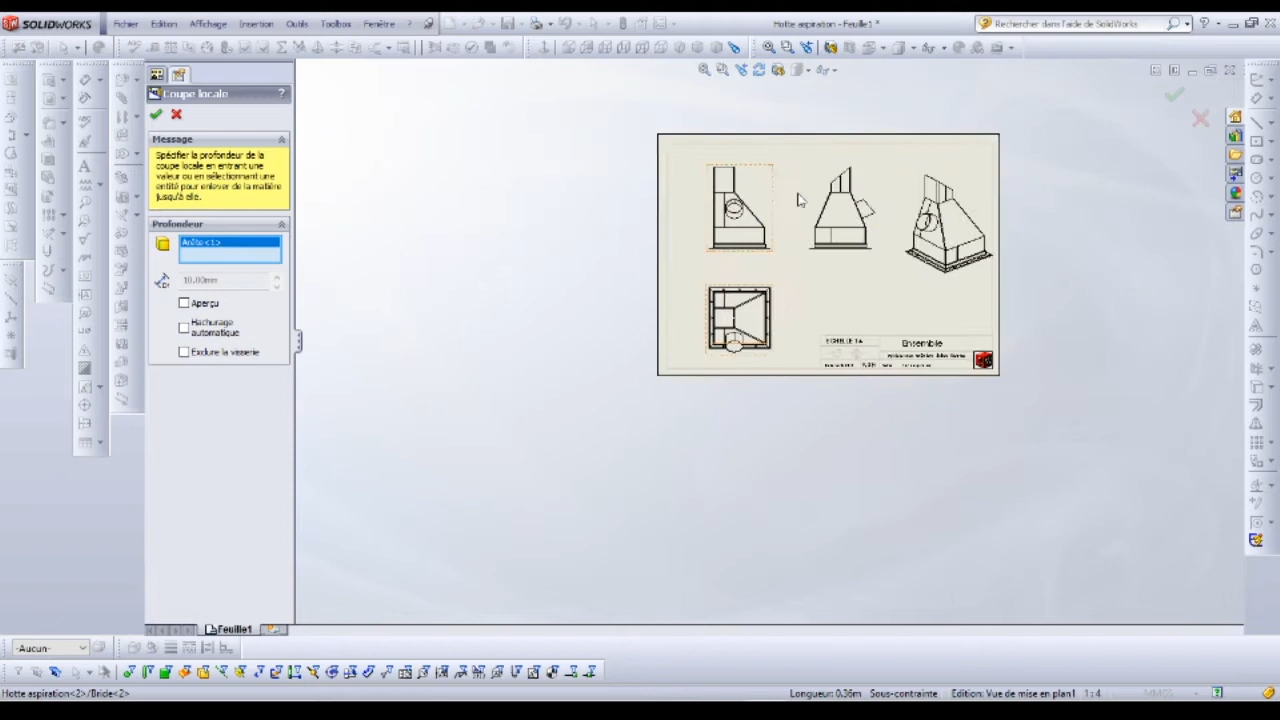 SOLIDWORKS Fichier Edition Affichage Insertion Outils Toolbox Fenêtre ? Hotte aspiration - Feuille1 * Rechercher dans l'aide de SolidWorks
Coupe locale ?
Message
Spécifier la profondeur de la
coupe locale en entrant une
valeur ou en sélectionnant une
entité pour enlever de la matière
jusqu'à elle.
Profondeur
Arête<1>
10.00mm
Aperçu
Hachurage
automatique
Exclure la visserie
Ensemble
Feuille1
-Aucun-
Hotte aspiration<2>/Bride<2> Longueur: 0.36m Sous-contrainte Edition: Vue de mise en plan1 1:4 MMGS